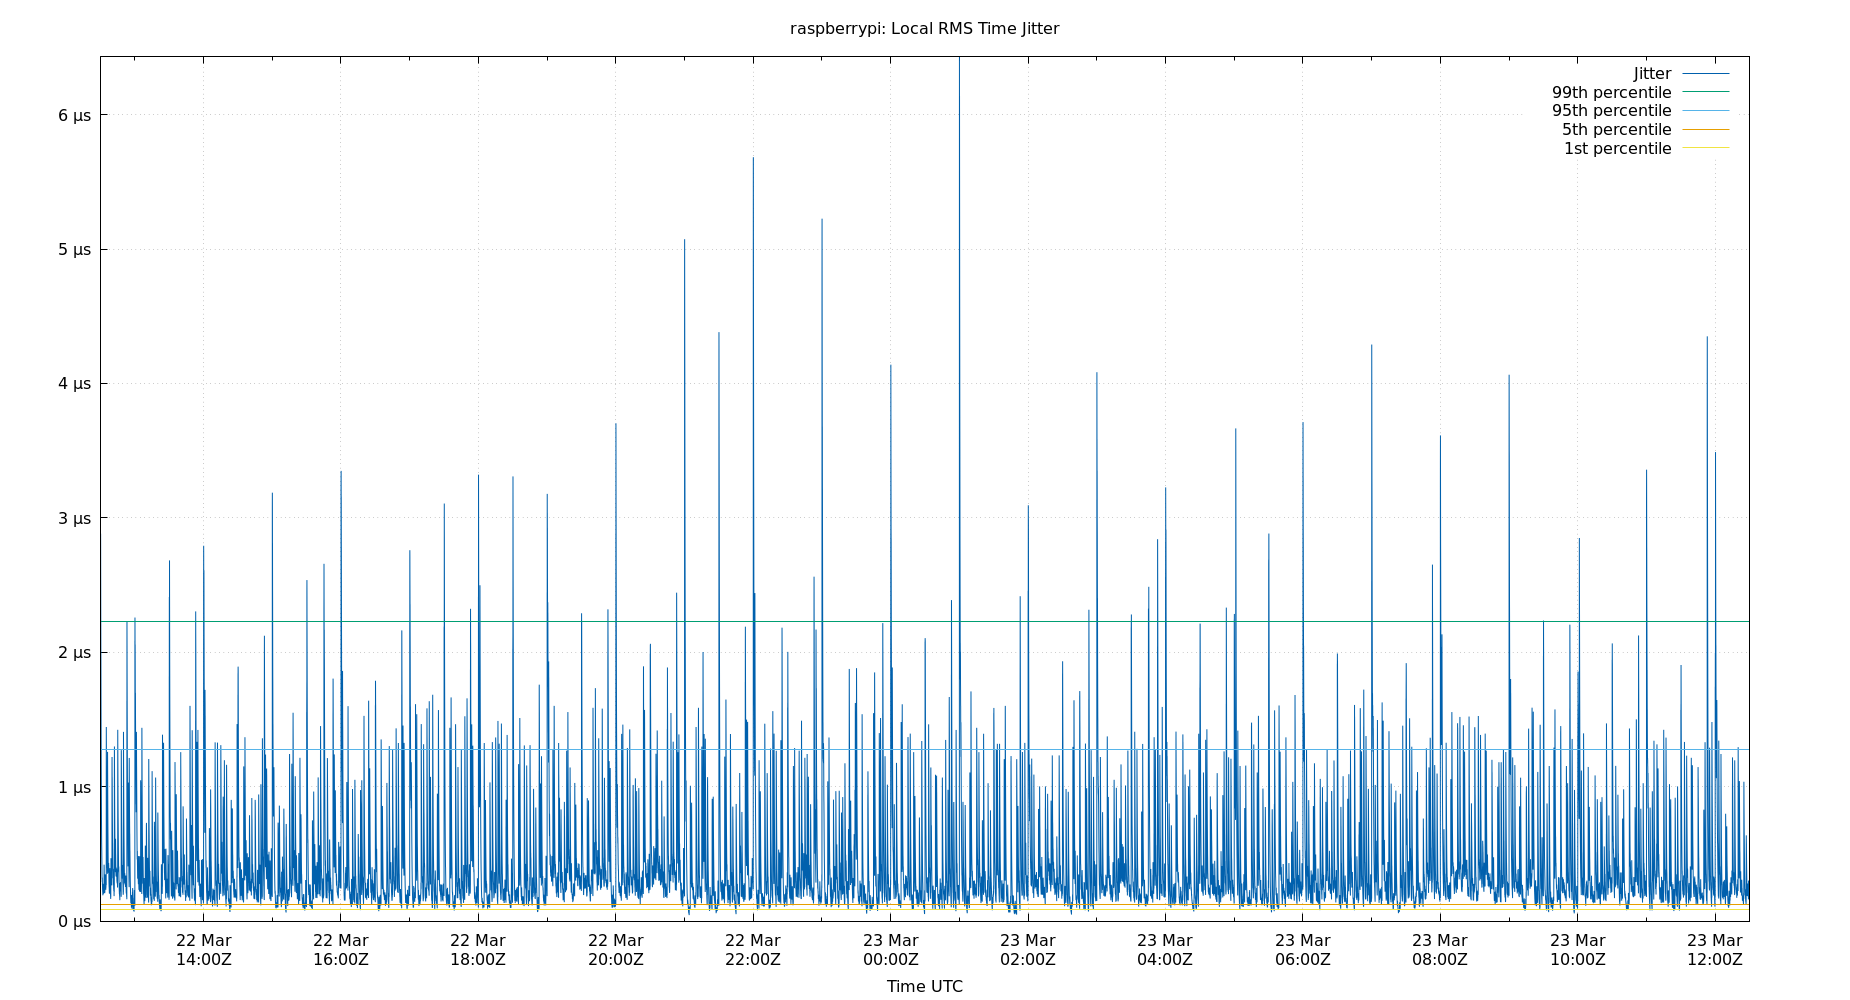 raspberrypi: Local RMS Time Jitter
Jitter
99th percentile
95th percentile
5th percentile
1st percentile
6 µs
5 µs
4 µs
3 µs
2 µs
1 µs
0 µs
22 Mar 22 Mar 22 Mar 22 Mar 22 Mar 23 Mar 23 Mar 23 Mar 23 Mar 23 Mar 23 Mar 23 Mar
14:00Z 16:00Z 18:00Z 20:00Z 22:00Z 00:00Z 02:00Z 04:00Z 06:00Z 08:00Z 10:00Z 12:00Z
Time UTC